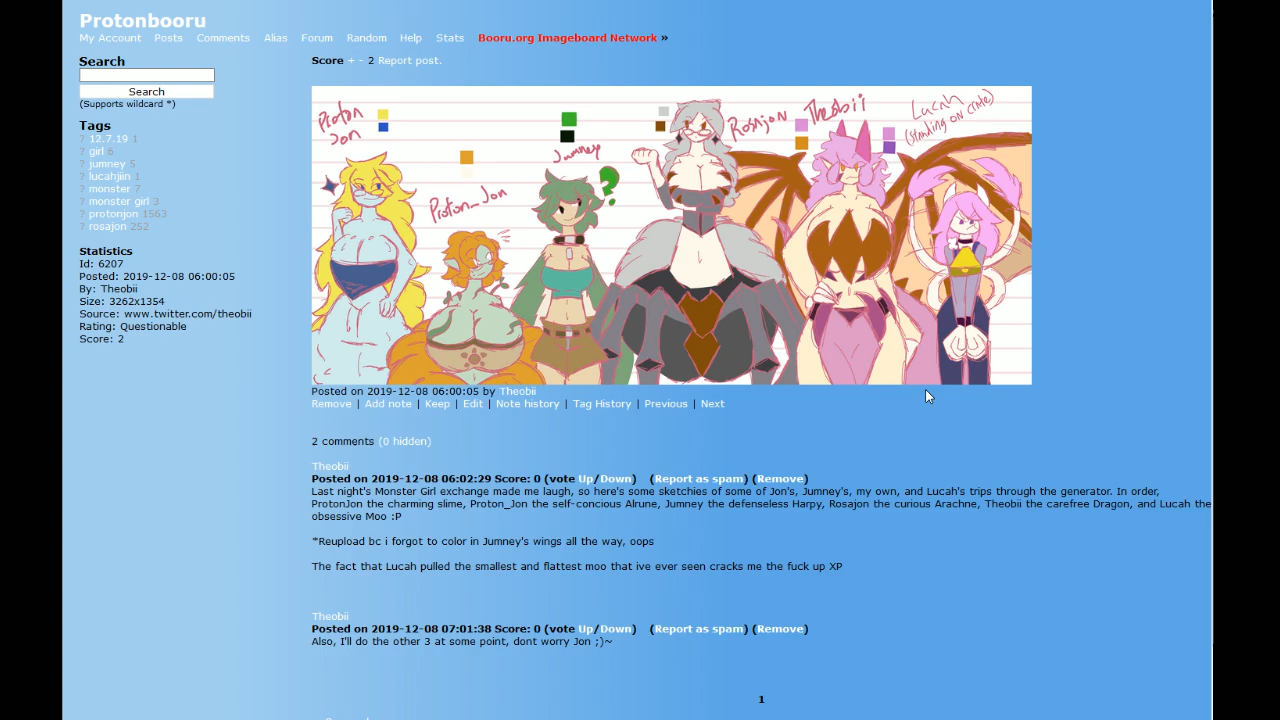 Protonbooru
My Account Posts Comments Alias Forum Random Help Stats Booru.org Imageboard Network »
Search
Search
(Supports wildcard *)
Tags
? 12.7.19 1
? girl 6
? jumney 5
? lucahjiin 1
? monster 7
? monster girl 3
? protonjon 1563
? rosajon 252
Statistics
Id: 6207
Posted: 2019-12-08 06:00:05
By: Theobii
Size: 3262x1354
Source: www.twitter.com/theobii
Rating: Questionable
Score: 2
Score + - 2 Report post.
Proton
Jon
Proton_Jon
Jumney
?
Rosajon
Theobii
Lucah
(standing on crate)
Posted on 2019-12-08 06:00:05 by Theobii
Remove | Add note | Keep | Edit | Note history | Tag History | Previous | Next
2 comments (0 hidden)
Theobii
Posted on 2019-12-08 06:02:29 Score: 0 (vote Up/Down) (Report as spam) (Remove)
Last night's Monster Girl exchange made me laugh, so here's some sketchies of some of Jon's, Jumney's, my own, and Lucah's trips through the generator. In order,
ProtonJon the charming slime, Proton_Jon the self-concious Alrune, Jumney the defenseless Harpy, Rosajon the curious Arachne, Theobii the carefree Dragon, and Lucah the
obsessive Moo :P
*Reupload bc i forgot to color in Jumney's wings all the way, oops
The fact that Lucah pulled the smallest and flattest moo that ive ever seen cracks me the fuck up XP
Theobii
Posted on 2019-12-08 07:01:38 Score: 0 (vote Up/Down) (Report as spam) (Remove)
Also, I'll do the other 3 at some point, dont worry Jon ;)~
1